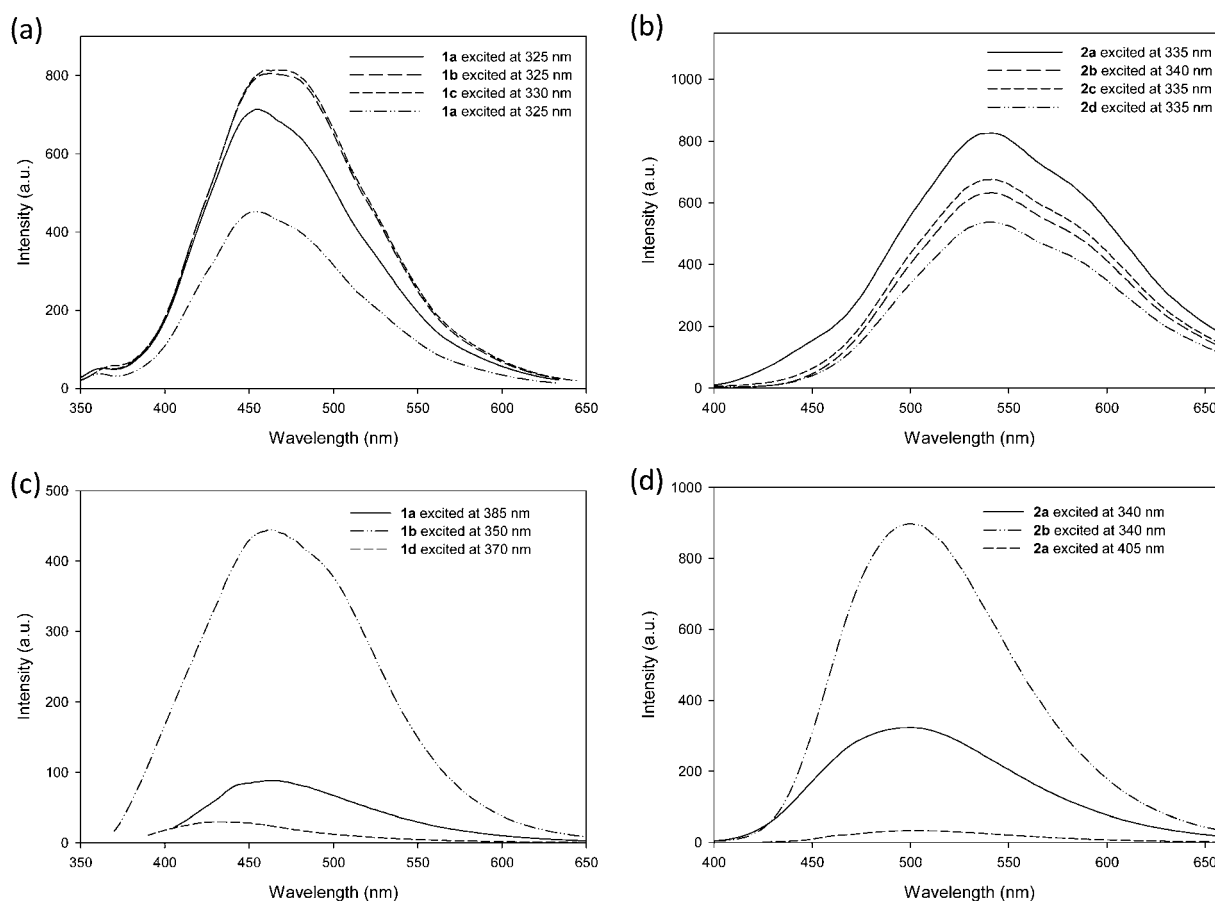 (a)
1a excited at 325 nm
1b excited at 325 nm
1c excited at 330 nm
1a excited at 325 nm
800
600
400
200
0
Intensity (a.u.)
350 400 450 500 550 600 650
Wavelength (nm)
(b)
2a excited at 335 nm
2b excited at 340 nm
2c excited at 335 nm
2d excited at 335 nm
1000
800
600
400
200
0
Intensity (a.u.)
400 450 500 550 600 650
Wavelength (nm)
(c)
1a excited at 385 nm
1b excited at 350 nm
1d excited at 370 nm
500
400
300
200
100
0
Intensity (a.u.)
350 400 450 500 550 600 650
Wavelength (nm)
(d)
2a excited at 340 nm
2b excited at 340 nm
2a excited at 405 nm
1000
800
600
400
200
0
Intensity (a.u.)
400 450 500 550 600 650
Wavelength (nm)